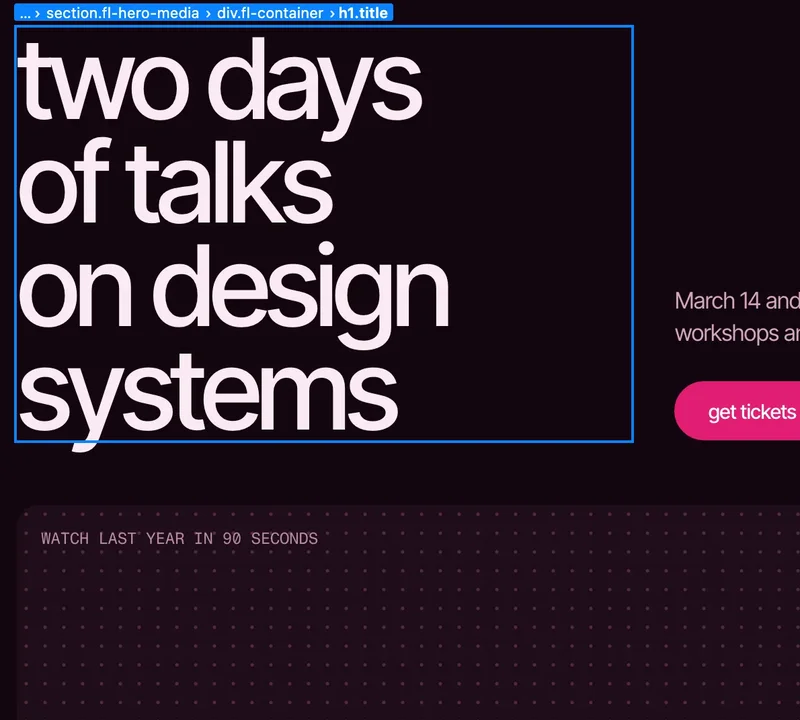 ... › section.fl-hero-media › div.fl-container › h1.title
two days
of talks
on design
systems
March 14 and
workshops
get tickets
WATCH LAST YEAR IN 90 SECONDS